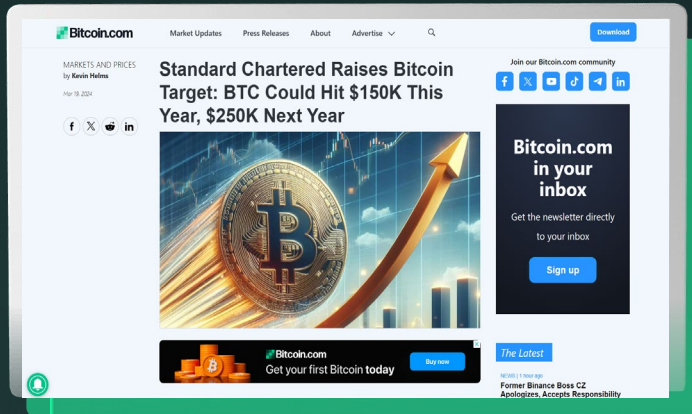 Bitcoin.com
Market Updates
Press Releases
About
Advertise
Download
MARKETS AND PRICES
by Kevin Helms
Mar 19, 2024
Standard Chartered Raises Bitcoin
Target: BTC Could Hit $150K This
Year, $250K Next Year
Join our Bitcoin.com community
Bitcoin.com
in your
inbox
Get the newsletter directly
to your inbox
Sign up
Bitcoin.com
Get your first Bitcoin today
Buy now
The Latest
NEWS | 1 hour ago
Former Binance Boss CZ
Apologizes, Accepts Responsibility